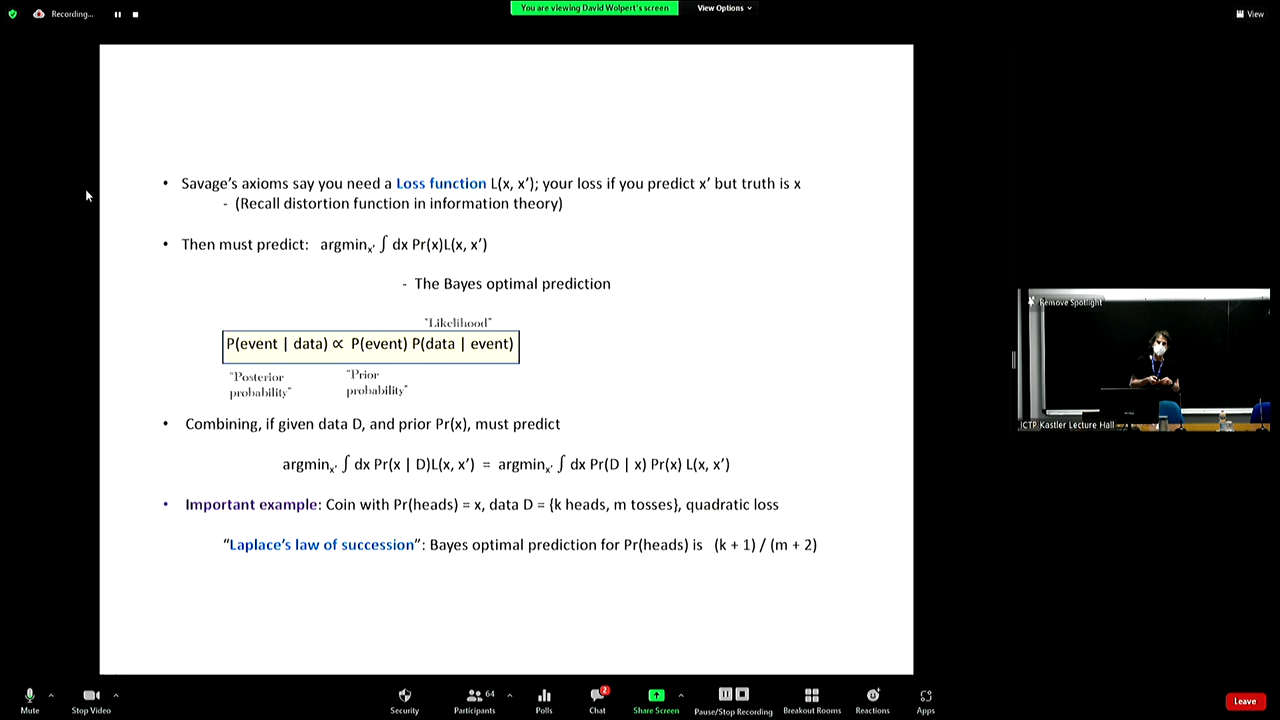 Recording...
You are viewing David Wolpert's screen
View Options
View
• Savage's axioms say you need a Loss function L(x, x'); your loss if you predict x' but truth is x
- (Recall distortion function in information theory)
• Then must predict: argminₓ' ∫ dx Pr(x)L(x, x')
- The Bayes optimal prediction
"Likelihood"
P(event | data) ∝ P(event) P(data | event)
"Posterior probability"
"Prior probability"
• Combining, if given data D, and prior Pr(x), must predict
argminₓ' ∫ dx Pr(x | D)L(x, x') = argminₓ' ∫ dx Pr(D | x) Pr(x) L(x, x')
• Important example: Coin with Pr(heads) = x, data D = {k heads, m tosses}, quadratic loss
"Laplace's law of succession": Bayes optimal prediction for Pr(heads) is (k + 1) / (m + 2)
Remove Spotlight
ICTP Kastler Lecture Hall
Mute
Stop Video
Security
64
Participants
Polls
2
Chat
Share Screen
Pause/Stop Recording
Breakout Rooms
Reactions
Apps
Leave